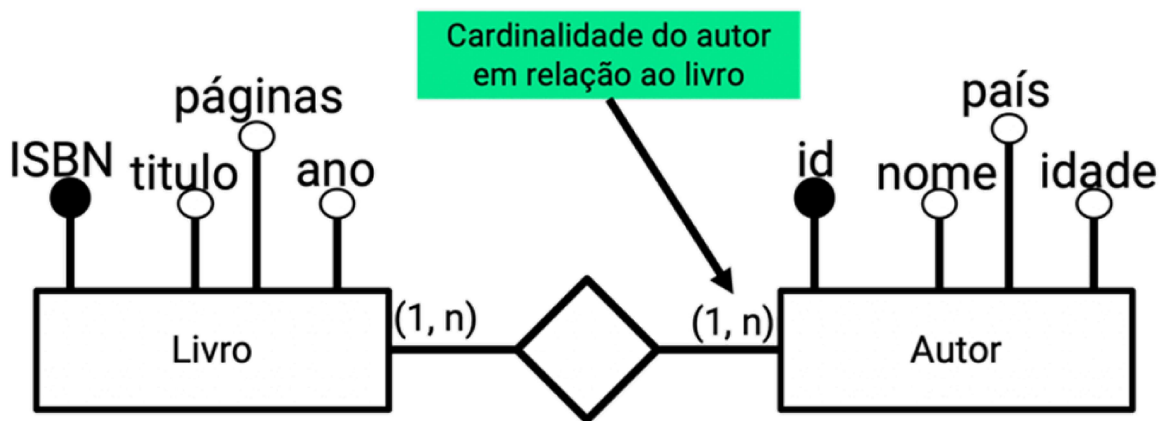 Cardinalidade do autor
em relação ao livro
páginas
ISBN
titulo
ano
país
id
nome
idade
Livro
(1, n)
(1, n)
Autor